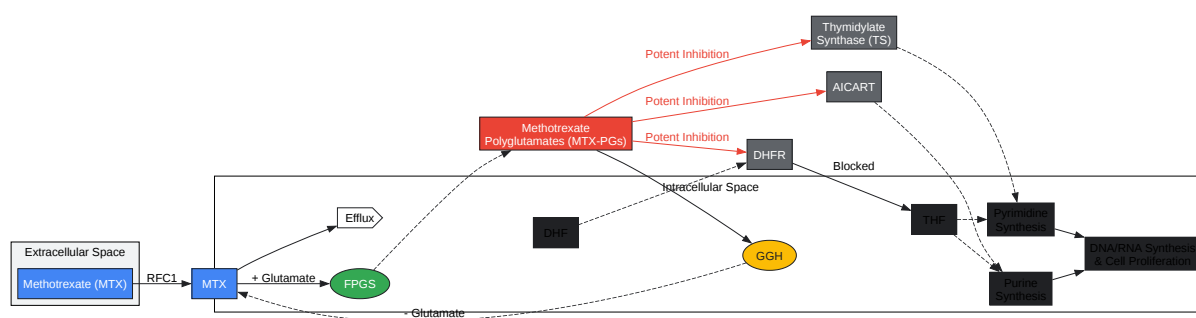 Thymidylate
Synthase (TS)
Potent Inhibition
AICART
Potent Inhibition
Methotrexate
Polyglutamates (MTX-PGs)
Potent Inhibition
DHFR
Blocked
Intracellular Space
Efflux
DHF
THF
Pyrimidine
Synthesis
Extracellular Space
Methotrexate (MTX)
RFC1
MTX
+ Glutamate
FPGS
GGH
DNA/RNA Synthesis
& Cell Proliferation
Purine
Synthesis
- Glutamate